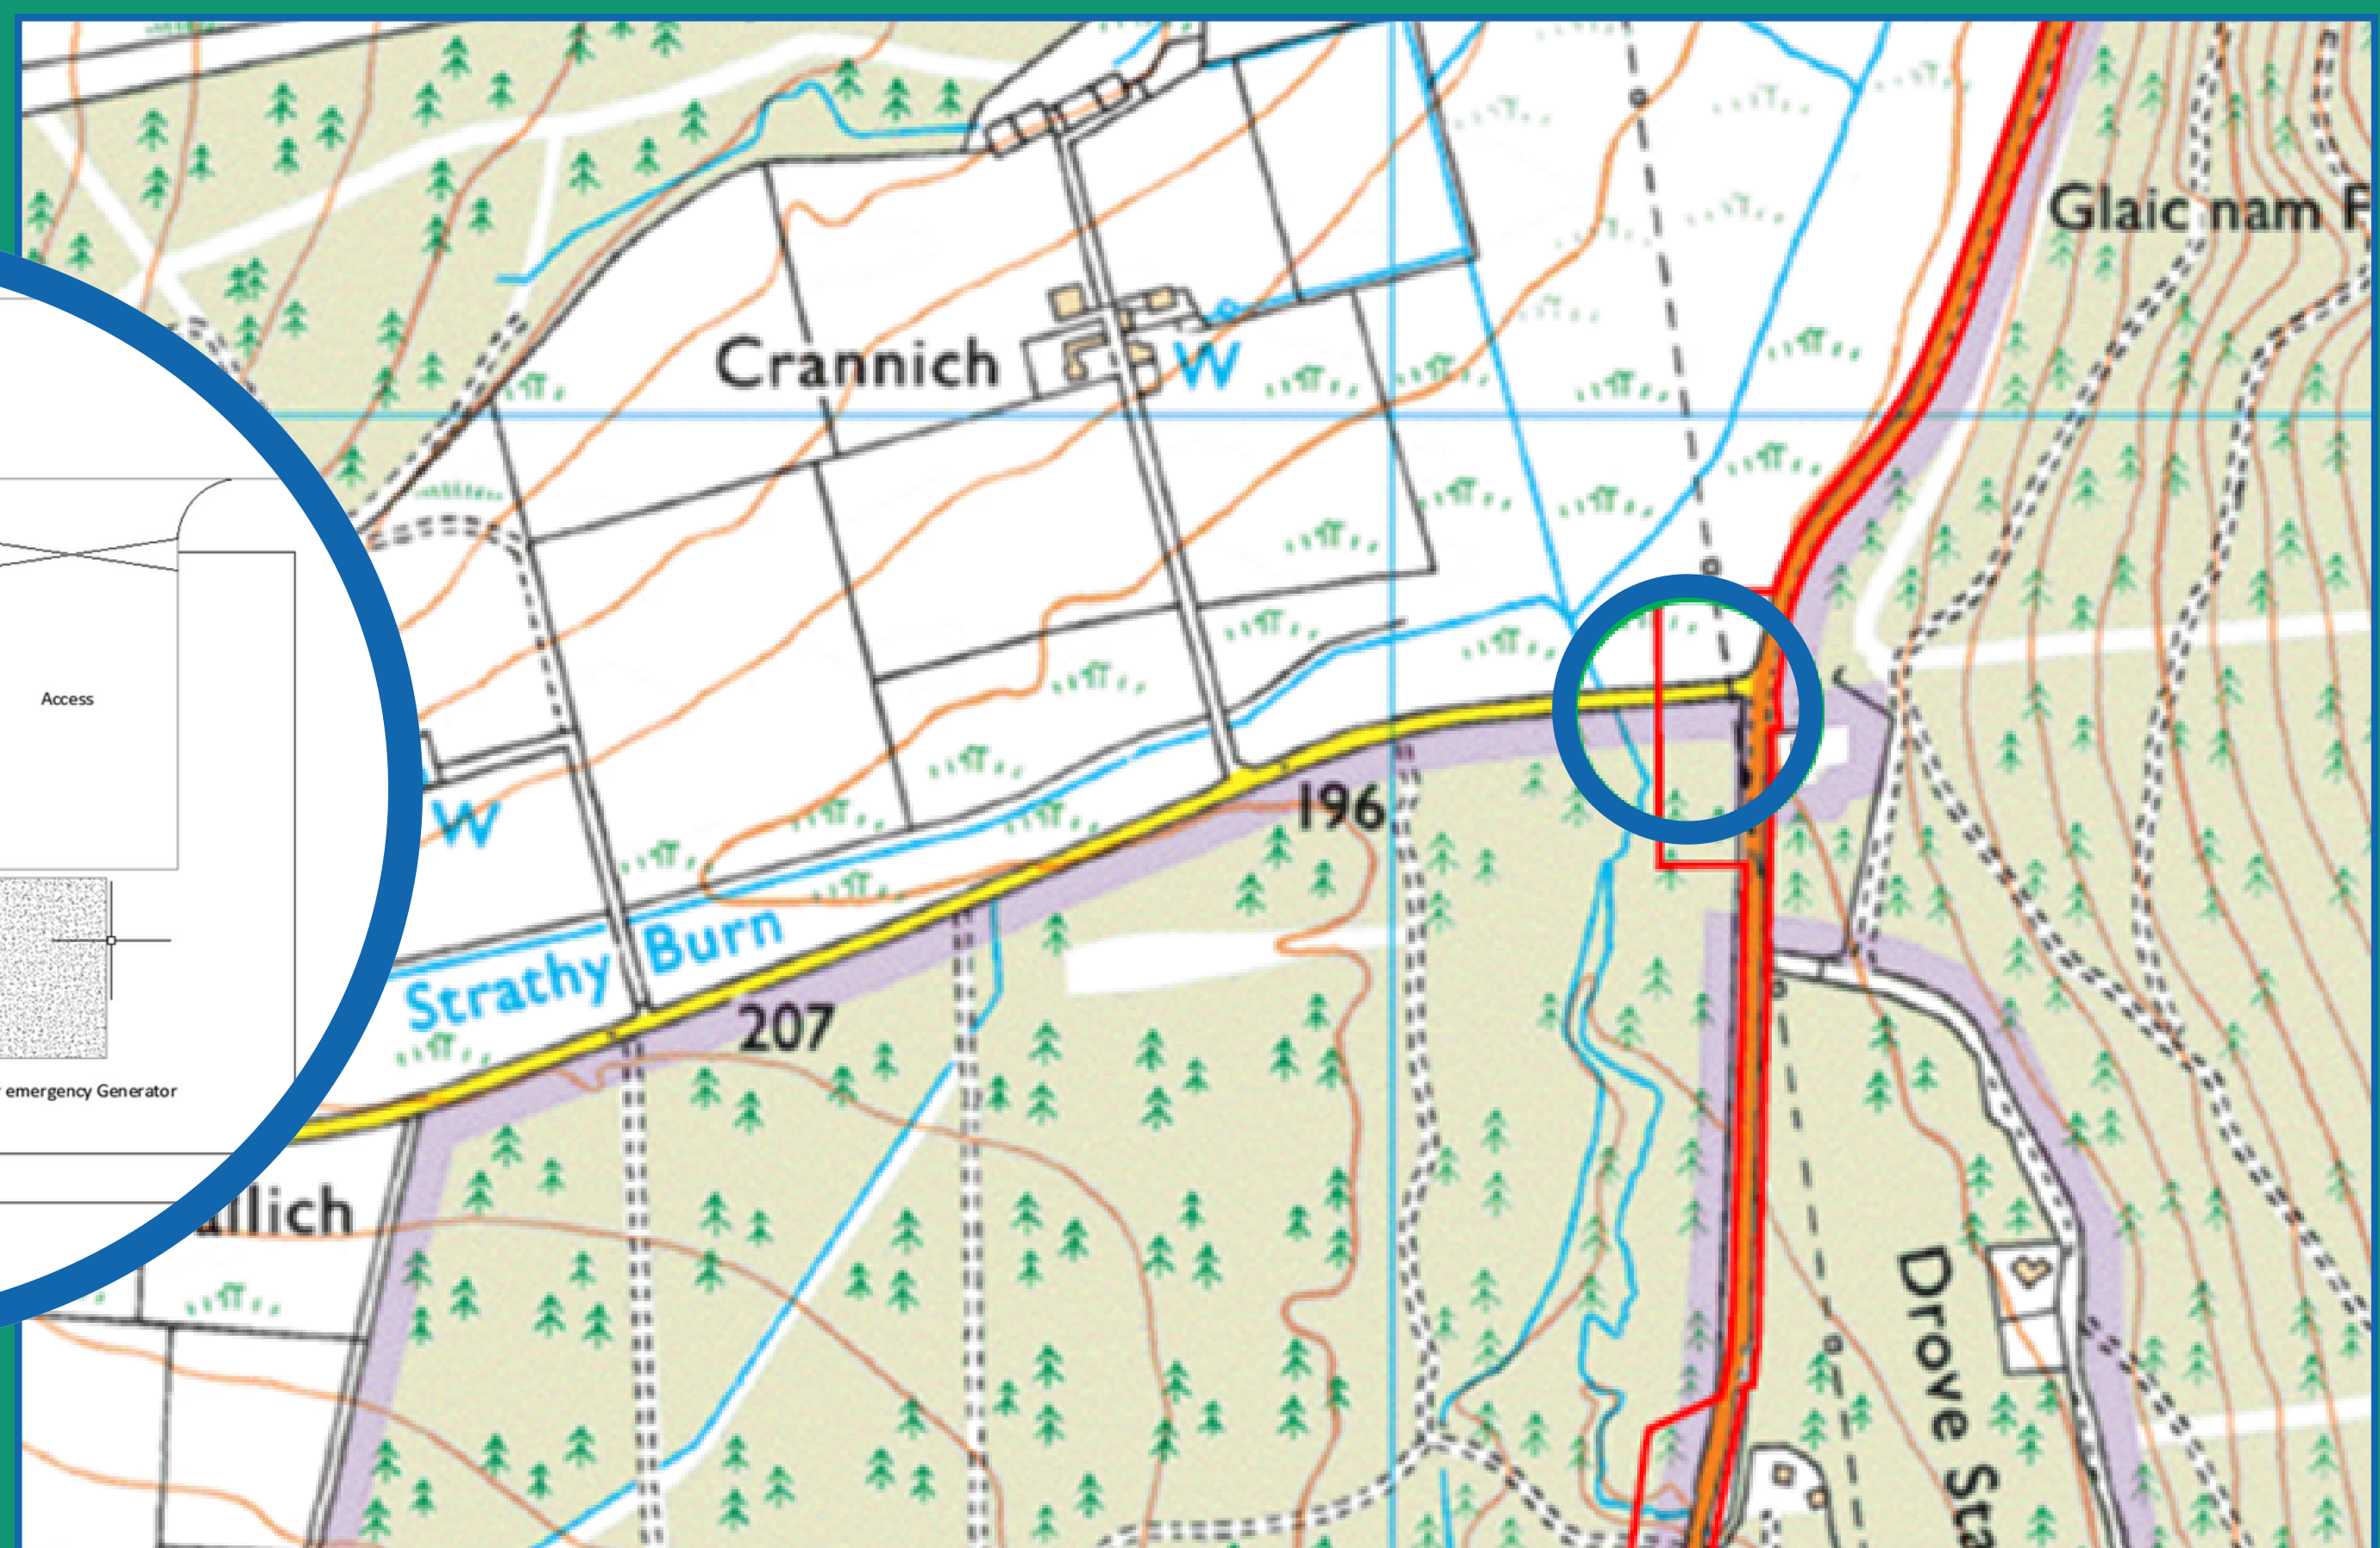 Glaic nam F
Crannich
W
Access
W
196
Strathy Burn
207
emergency Generator
allich
Drove Sta